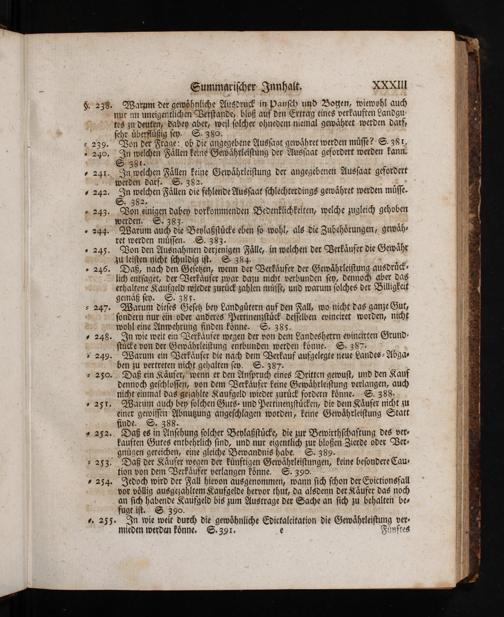 Summarischer Innhalt. XXXIII
§. 238. Warum der gewöhnliche Ausdruck in Pausch und Bogen, wiewohl auch
nur im uneigentlichen Verstande, bloß auf den Ertrag eines verkauften Landgu-
tes zu deuten, dabey aber, weil solcher ohnedem niemal gewähret werden darf,
sehr überflüßig sey. S. 380.
= 239. Von der Frage: ob die angegebene Aussaat gewähret werden müsse? S. 381.
= 240. In welchen Fällen keine Gewährleistung der Aussaat gefordert werden kann.
S. 381.
= 241. In welchen Fällen keine Gewährleistung der angegebenen Aussaat gefordert
werden darf. S. 382.
= 242. In welchen Fällen die fehlende Aussaat schlechterdings gewähret werden müsse.
S. 382.
= 243. Von einigen dabey vorkommenden Bedenklichkeiten, welche zugleich gehoben
werden. S. 383.
= 244. Warum auch die Beylaßstücke eben so wohl, als die Zubehörungen, gewäh-
ret werden müssen. S. 383.
= 245. Von den Ausnahmen derjenigen Fälle, in welchen der Verkäufer die Gewähr
zu leisten nicht schuldig ist. S. 384.
= 246. Daß, nach den Gesetzen, wenn der Verkäufer der Gewährleistung ausdrück-
lich entsaget, der Verkäufer zwar dazu nicht verbunden sey, dennoch aber das
erhaltene Kaufgeld wieder zurück zahlen müsse, und warum solches der Billigkeit
gemäß sey. S. 385.
= 247. Warum dieses Gesetz bey Landgütern auf den Fall, wo nicht das ganze Gut,
sondern nur ein oder anderes Pertinenzstück desselben evinciret worden, nicht
wohl eine Anwehrung finden könne. S. 385.
= 248. In wie weit ein Verkäufer wegen der von dem Landesherrn evincirten Grund-
stücke von der Gewährleistung entbunden werden könne. S. 387.
= 249. Warum ein Verkäufer die nach dem Verkauf aufgelegte neue Landes-Abga-
ben zu vertreten nicht gehalten sey. S. 387.
= 250. Daß ein Käufer, wenn er den Anspruch eines Dritten gewust, und den Kauf
dennoch geschlossen, von dem Verkäufer keine Gewährleistung verlangen, auch
nicht einmal das gezahlte Kaufgeld wieder zurück fordern könne. S. 388.
= 251. Warum auch bey solchen Guts- und Pertinenzstücken, die dem Käufer nicht zu
einer gewissen Abnutzung angeschlagen worden, keine Gewährleistung Statt
finde. S. 388.
= 252. Daß es in Ansehung solcher Beylaßstücke, die zur Bewirthschaftung des ver-
kauften Gutes entbehrlich sind, und nur eigentlich zur bloßen Zierde oder Ver-
gnügen gereichen, eine gleiche Bewandnis habe. S. 389.
= 253. Daß der Käufer wegen der künftigen Gewährleistungen, keine besondere Cau-
tion von dem Verkäufer verlangen könne. S. 390.
= 254. Jedoch wird der Fall hievon ausgenommen, wann sich schon der Evictionsfall
vor völlig ausgezahltem Kaufgelde hervor thut, da alsdenn der Käufer das noch
an sich habende Kaufgeld bis zum Austrage der Sache an sich zu behalten be-
fugt ist. S. 390.
= 255. In wie weit durch die gewöhnliche Edictalcitation die Gewährleistung ver-
mieden werden könne. S. 391. e Fünftes